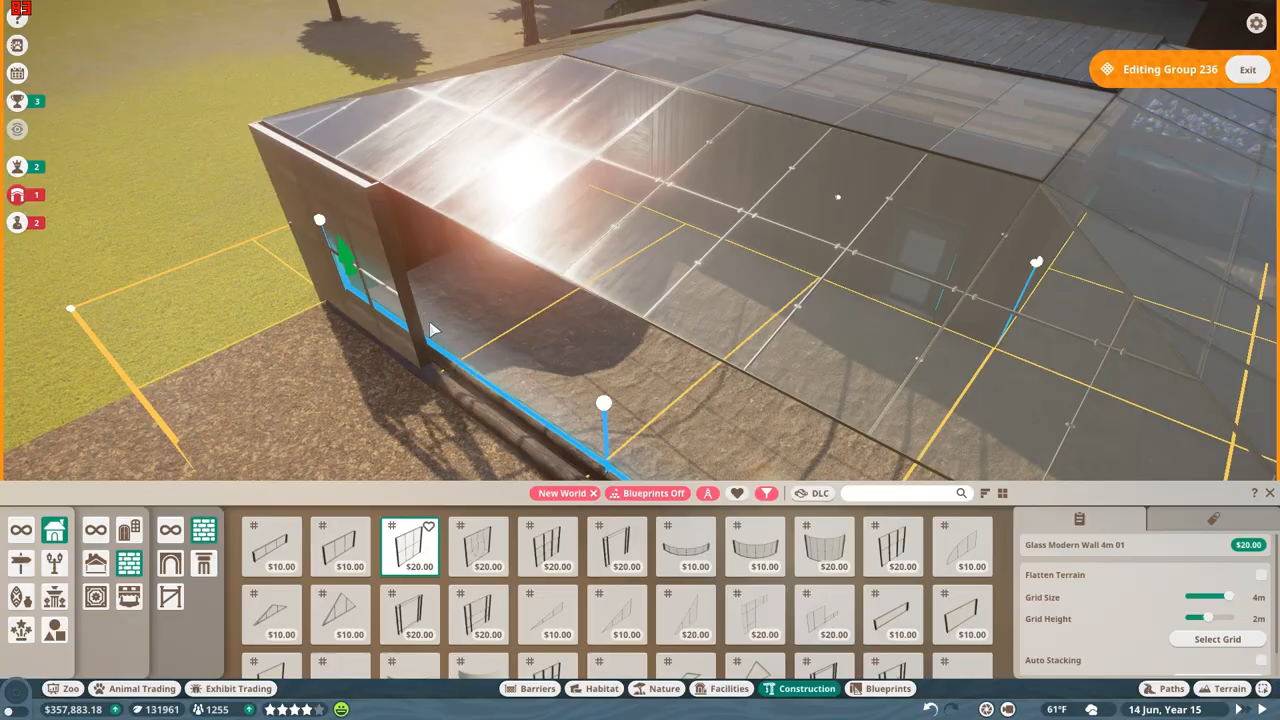 83
?
3
2
1
2
Editing Group 236
Exit
New World ×
Blueprints Off
DLC
?
$10.00
$10.00
$20.00
$20.00
$20.00
$20.00
$10.00
$10.00
$20.00
$20.00
$10.00
$10.00
$10.00
$20.00
$20.00
$10.00
$10.00
$20.00
$20.00
$20.00
$10.00
$10.00
Glass Modern Wall 4m 01
$20.00
Flatten Terrain
Grid Size
4m
Grid Height
2m
Select Grid
Auto Stacking
Zoo
Animal Trading
Exhibit Trading
Barriers
Habitat
Nature
Facilities
Construction
Blueprints
Paths
Terrain
$357,883.18
131961
1255
61°F
14 Jun, Year 15